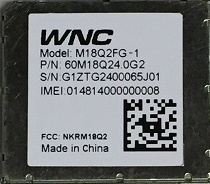 WNC
Model: M18Q2FG-1
P/N: 60M18Q24.0G2
S/N: G1ZTG2400065J01
IMEI:014814000000008
FCC: NKRM18Q2
Made in China